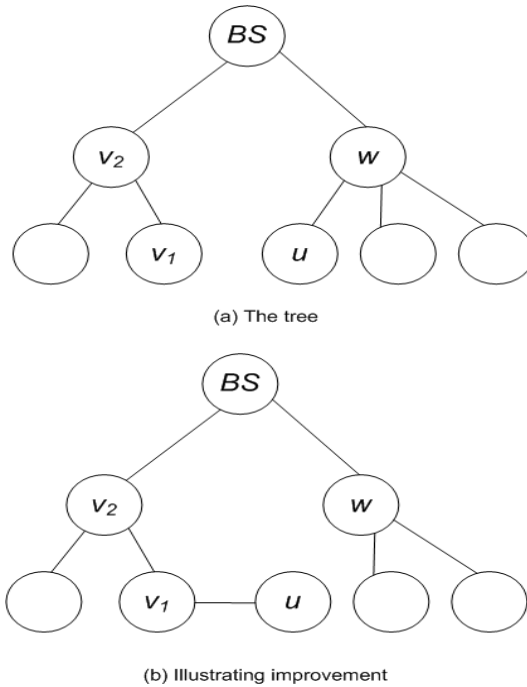 BS
v₂ w
v₁ u
(a) The tree
BS
v₂ w
v₁ u
(b) Illustrating improvement